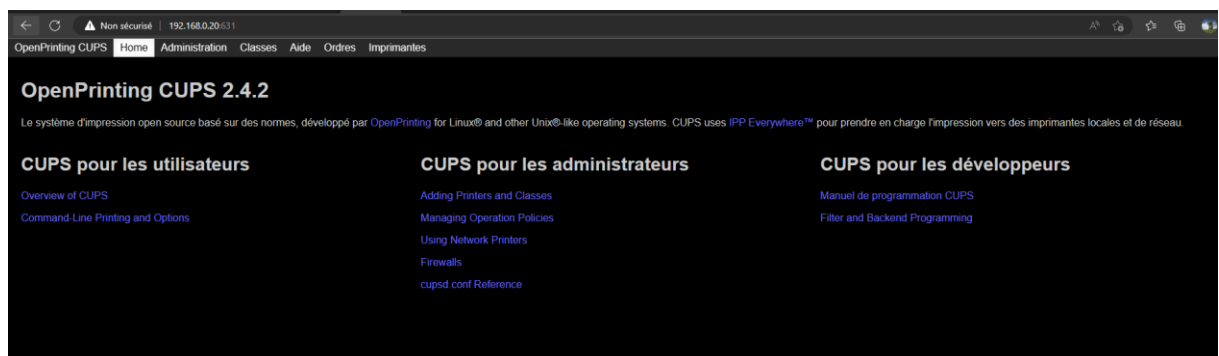 Non sécurisé | 192.168.0.20:631
OpenPrinting CUPS Home Administration Classes Aide Ordres Imprimantes
OpenPrinting CUPS 2.4.2
Le système d'impression open source basé sur des normes, développé par OpenPrinting for Linux® and other Unix®-like operating systems. CUPS uses IPP Everywhere™ pour prendre en charge l'impression vers des imprimantes locales et de réseau.
CUPS pour les utilisateurs
Overview of CUPS
Command-Line Printing and Options
CUPS pour les administrateurs
Adding Printers and Classes
Managing Operation Policies
Using Network Printers
Firewalls
cupsd.conf Reference
CUPS pour les développeurs
Manuel de programmation CUPS
Filter and Backend Programming